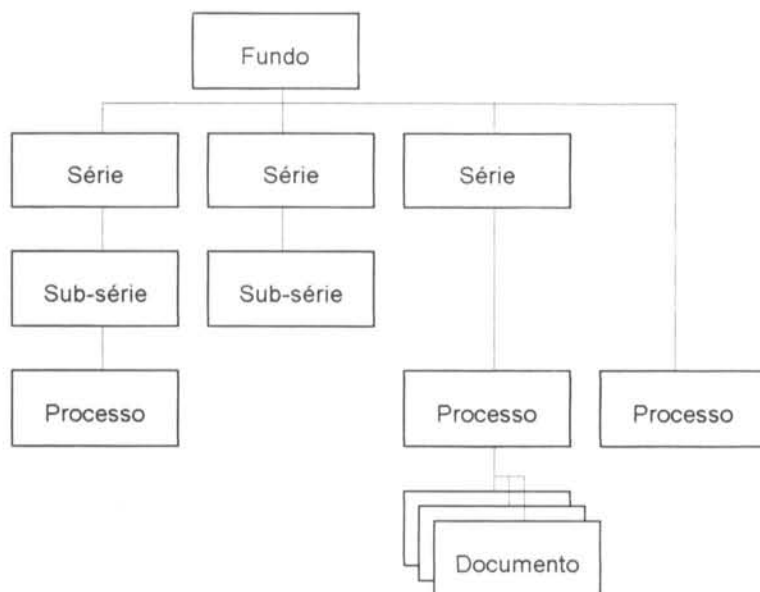 Fundo
Série
Série
Série
Sub-série
Sub-série
Processo
Processo
Processo
Documento